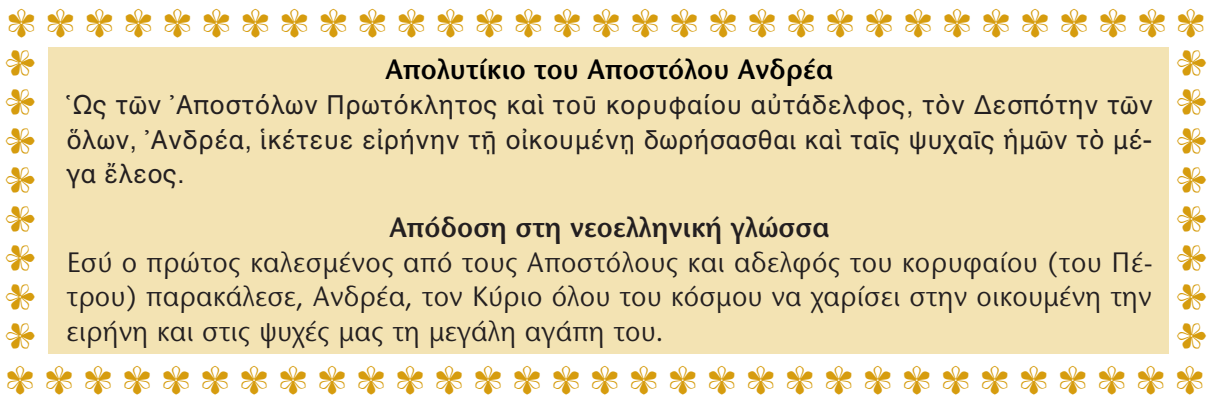 Απολυτίκιο του Αποστόλου Ανδρέα
Ὡς τῶν Ἀποστόλων Πρωτόκλητος καὶ τοῦ κορυφαίου αὐτάδελφος, τὸν Δεσπότην τῶν
ὅλων, Ἀνδρέα, ἱκέτευε εἰρήνην τῇ οἰκουμένῃ δωρήσασθαι καὶ ταῖς ψυχαῖς ἡμῶν τὸ μέ-
γα ἔλεος.
Απόδοση στη νεοελληνική γλώσσα
Εσύ ο πρώτος καλεσμένος από τους Αποστόλους και αδελφός του κορυφαίου (του Πέ-
τρου) παρακάλεσε, Ανδρέα, τον Κύριο όλου του κόσμου να χαρίσει στην οικουμένη την
ειρήνη και στις ψυχές μας τη μεγάλη αγάπη του.